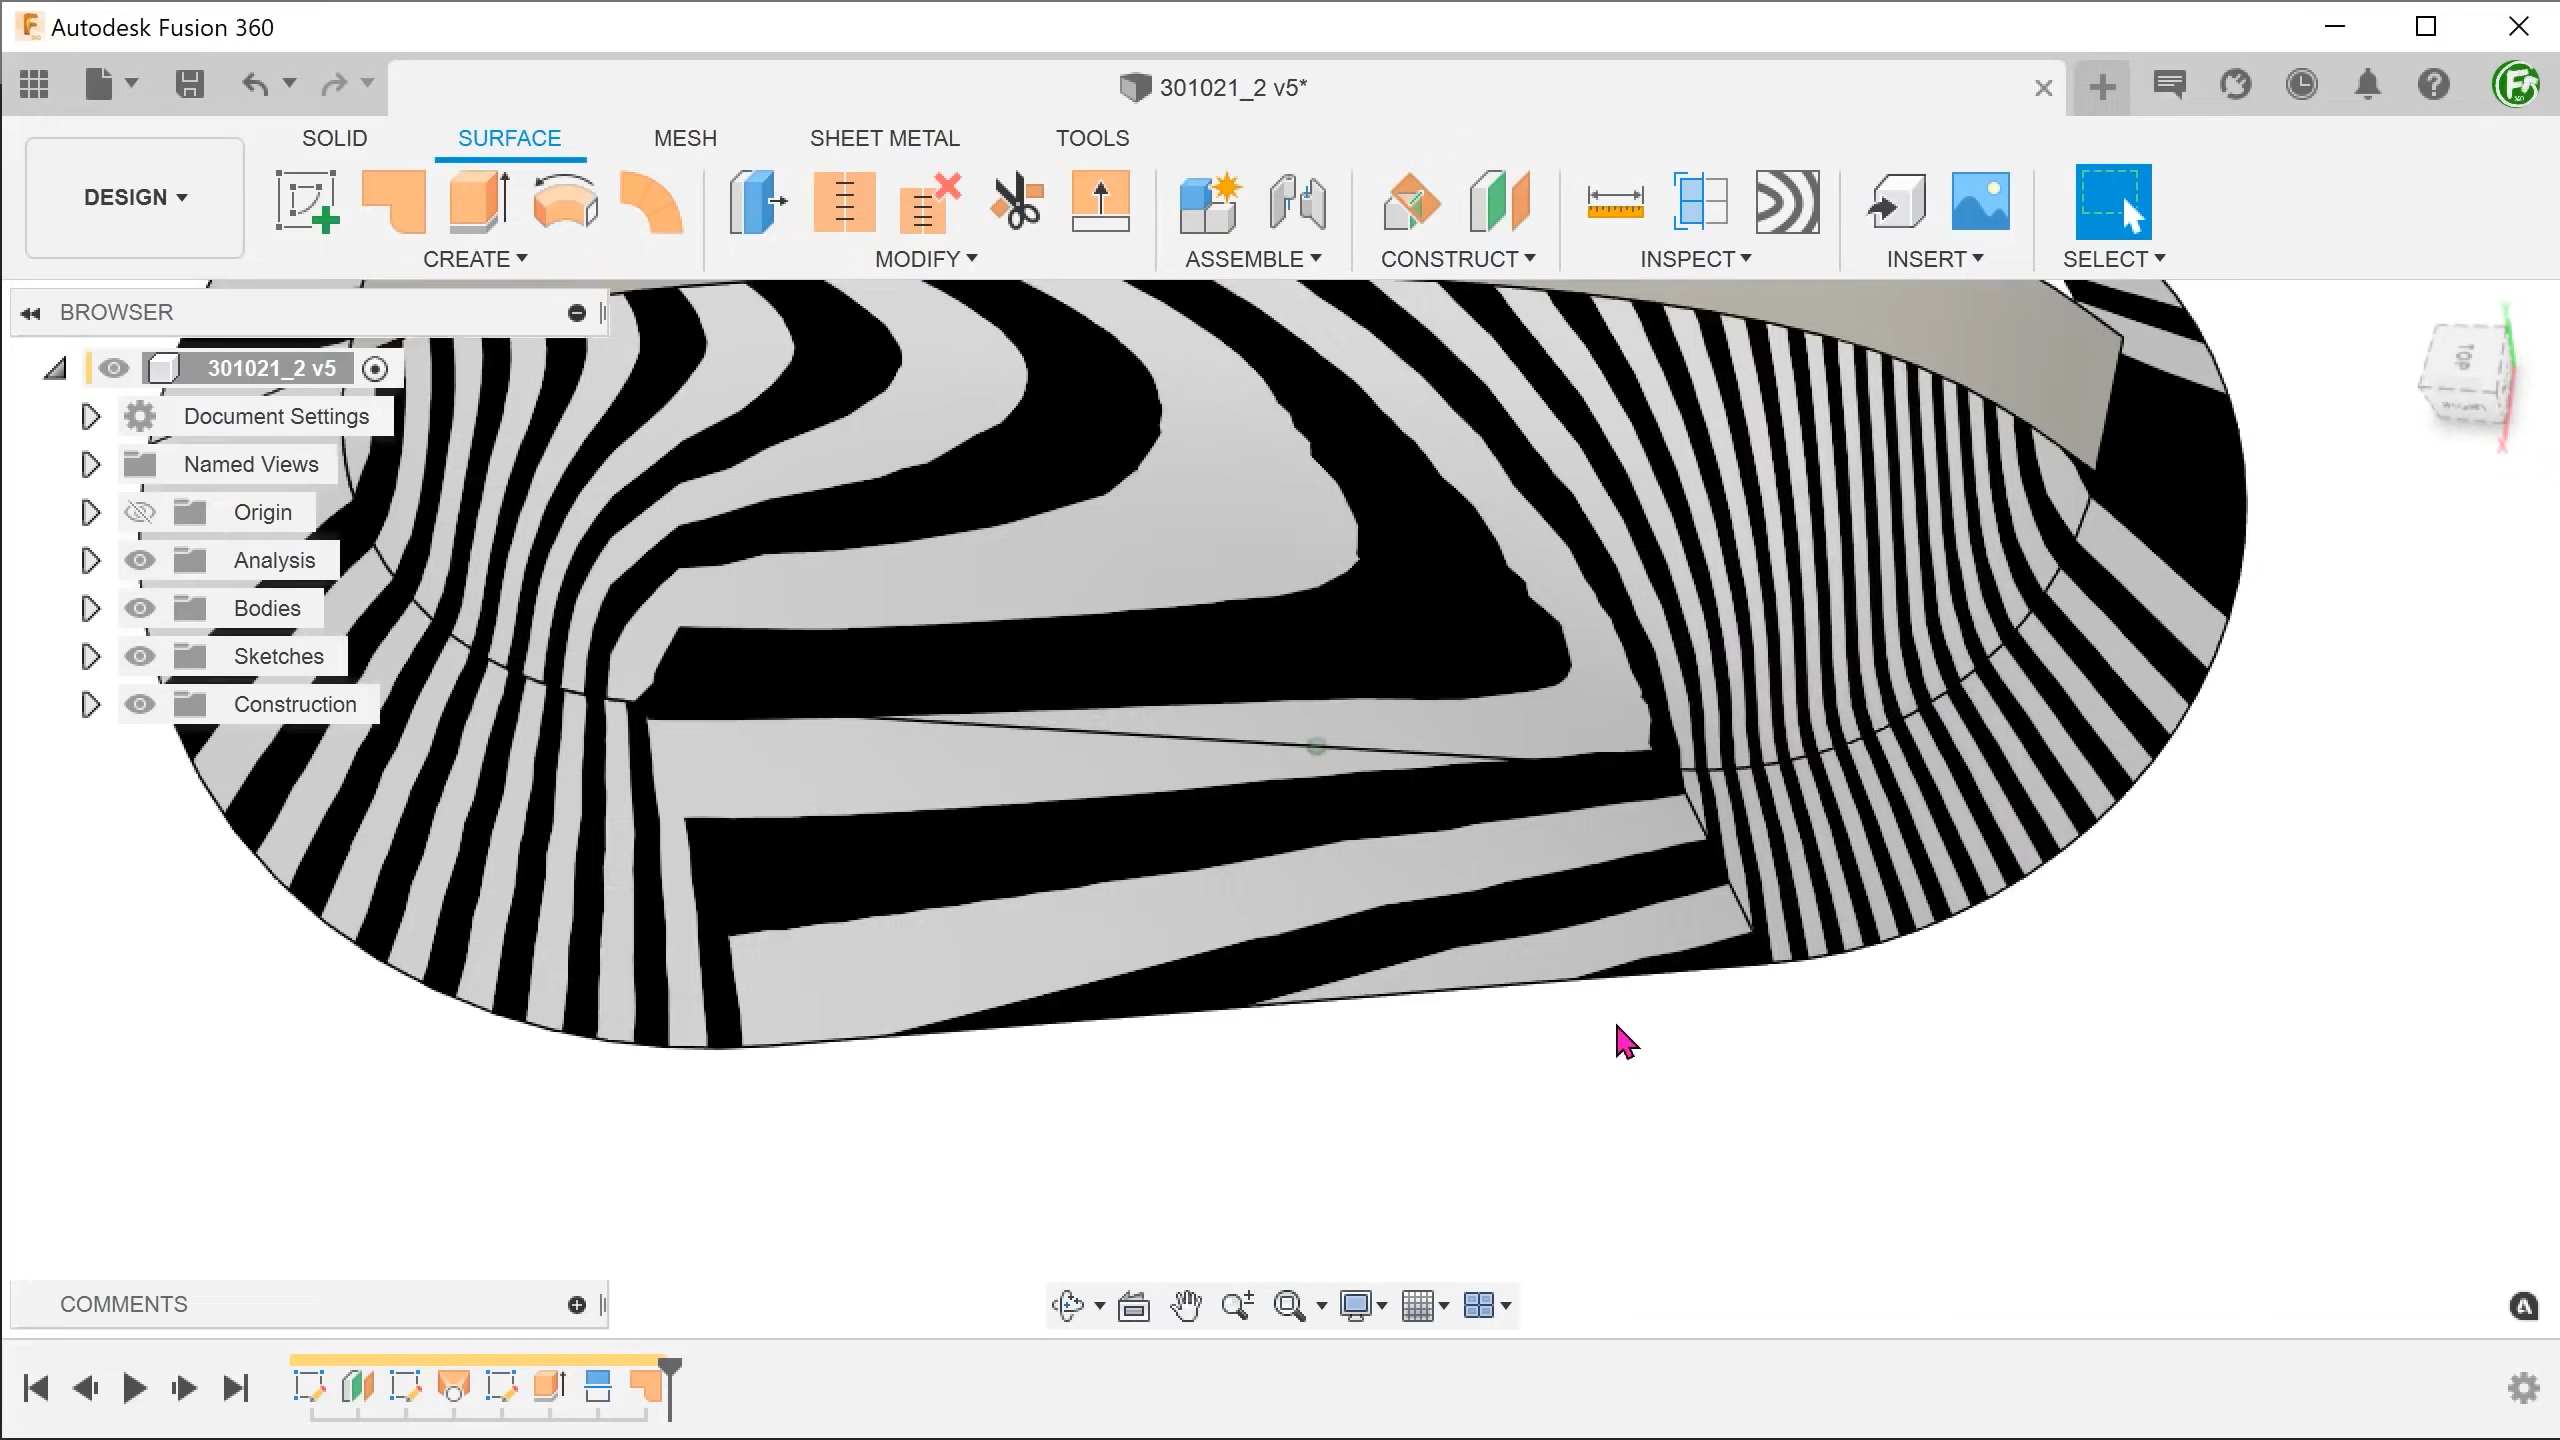 Autodesk Fusion 360
301021_2 v5*
SOLID SURFACE MESH SHEET METAL TOOLS
DESIGN
CREATE MODIFY ASSEMBLE CONSTRUCT INSPECT INSERT SELECT
BROWSER
301021_2 v5
Document Settings
Named Views
Origin
Analysis
Bodies
Sketches
Construction
TOP
COMMENTS